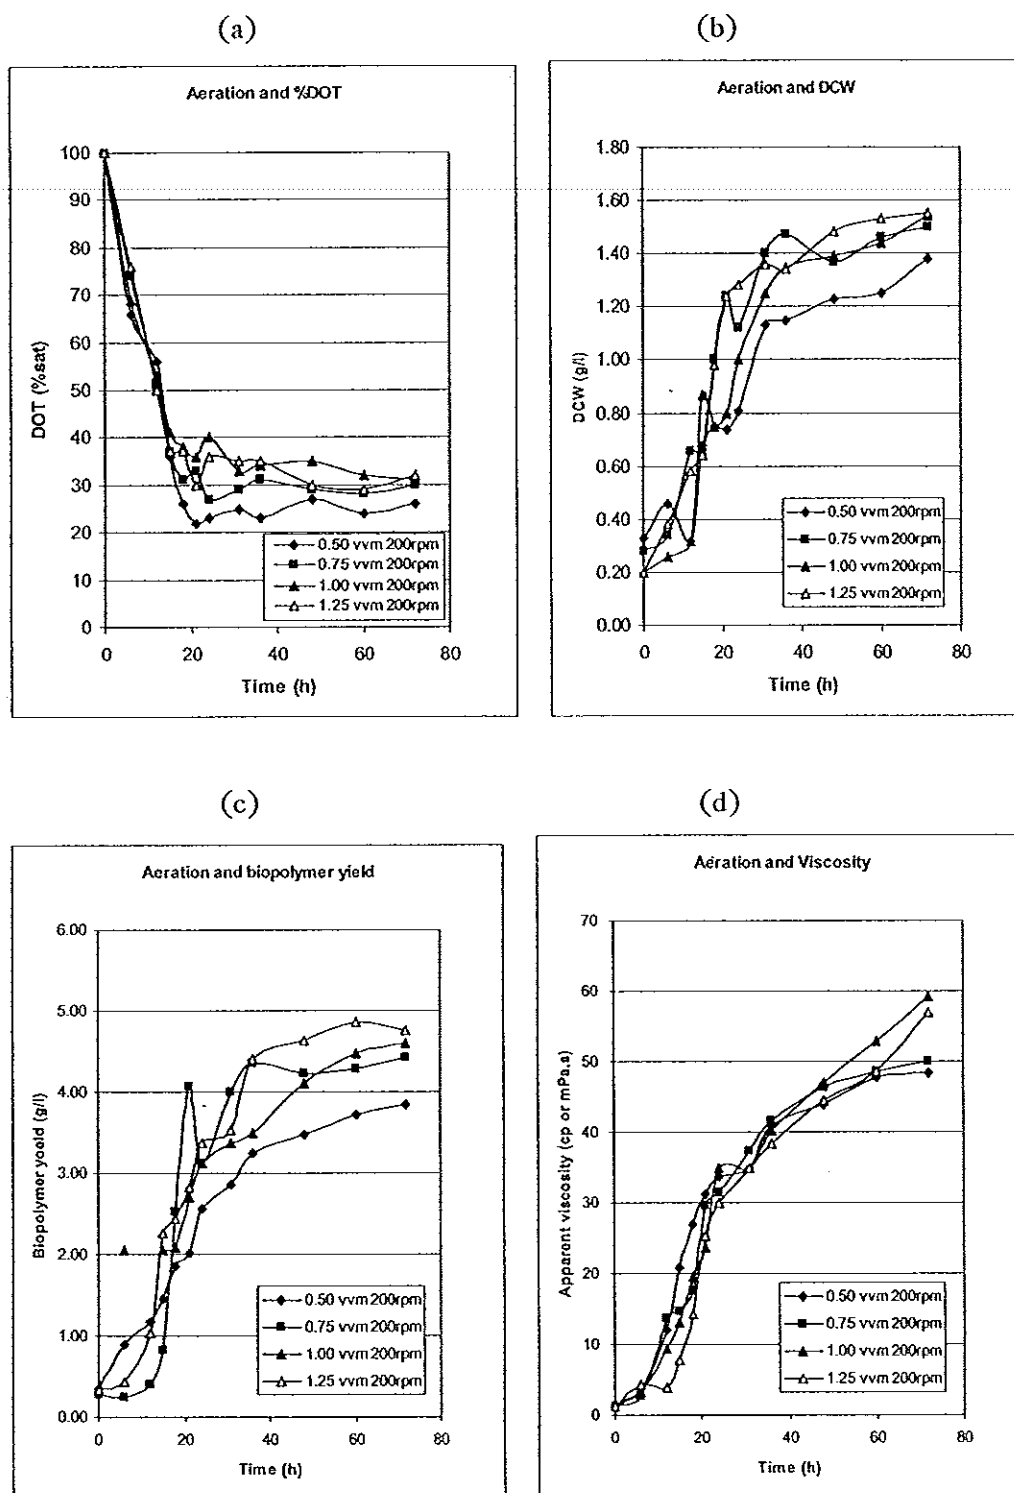 (a)
Aeration and %DOT
100
90
80
70
60
50
40
30
20
10
0
DOT (%sat)
0 20 40 60 80
Time (h)
0.50 vvm 200rpm
0.75 vvm 200rpm
1.00 vvm 200rpm
1.25 vvm 200rpm
(b)
Aeration and DCW
1.80
1.60
1.40
1.20
1.00
0.80
0.60
0.40
0.20
0.00
DCW (g/l)
0 20 40 60 80
Time (h)
0.50 vvm 200rpm
0.75 vvm 200rpm
1.00 vvm 200rpm
1.25 vvm 200rpm
(c)
Aeration and biopolymer yield
6.00
5.00
4.00
3.00
2.00
1.00
0.00
Biopolymer yoeld (g/l)
0 20 40 60 80
Time (h)
0.50 vvm 200rpm
0.75 vvm 200rpm
1.00 vvm 200rpm
1.25 vvm 200rpm
(d)
Aeration and Viscosity
70
60
50
40
30
20
10
0
Apparent viscosity (cp or mPa.s)
0 20 40 60 80
Time (h)
0.50 vvm 200rpm
0.75 vvm 200rpm
1.00 vvm 200rpm
1.25 vvm 200rpm